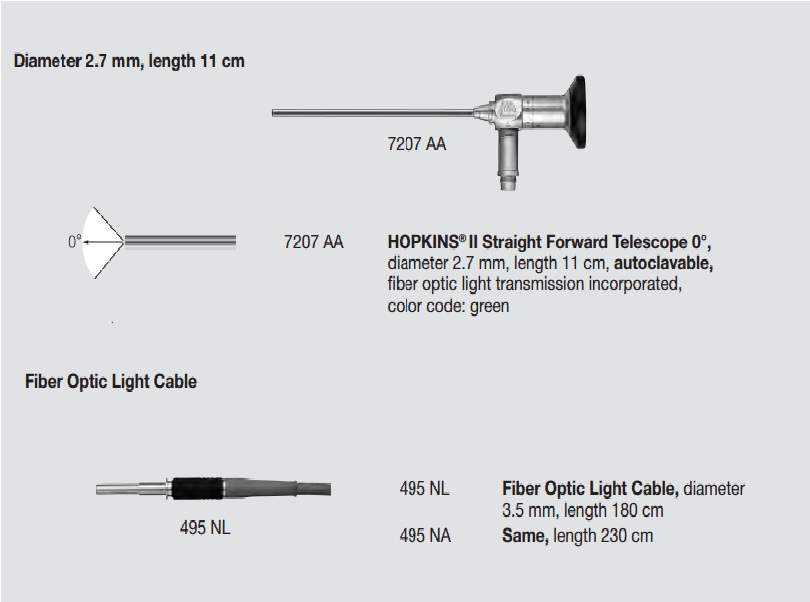 Diameter 2.7 mm, length 11 cm
7207 AA
0°
7207 AA
HOPKINS® II Straight Forward Telescope 0°,
diameter 2.7 mm, length 11 cm, autoclavable,
fiber optic light transmission incorporated,
color code: green
Fiber Optic Light Cable
495 NL
495 NL
Fiber Optic Light Cable, diameter
3.5 mm, length 180 cm
495 NA
Same, length 230 cm